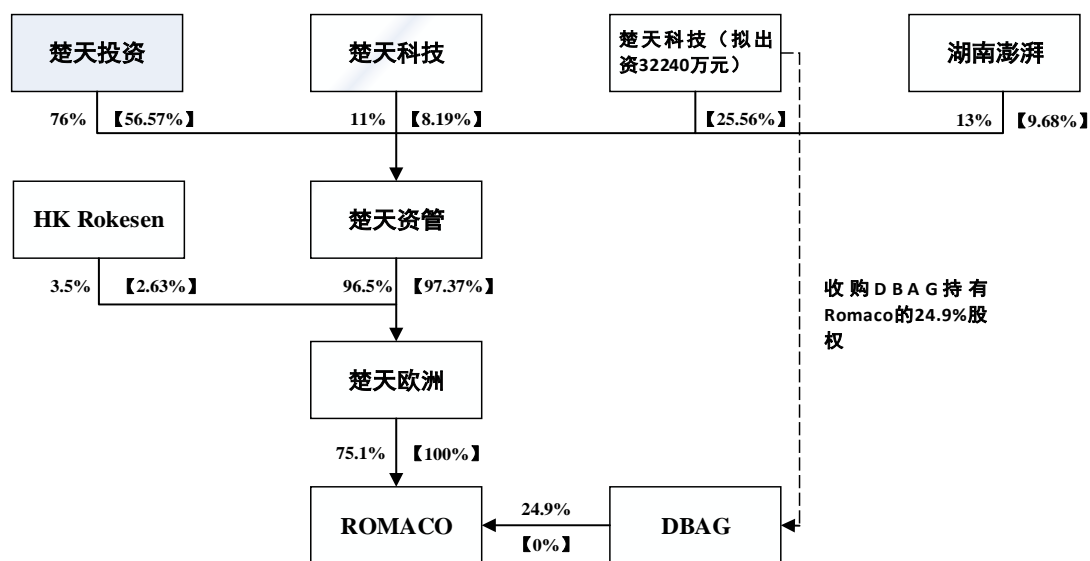 楚天投资
楚天科技
楚天科技（拟出
资32240万元）
湖南澎湃
76% 【56.57%】
11% 【8.19%】
【25.56%】
13% 【9.68%】
HK Rokesen
楚天资管
3.5% 【2.63%】
96.5% 【97.37%】
收购DBAG持有
Romaco的24.9%股
权
楚天欧洲
75.1% 【100%】
ROMACO
24.9%
【0%】
DBAG